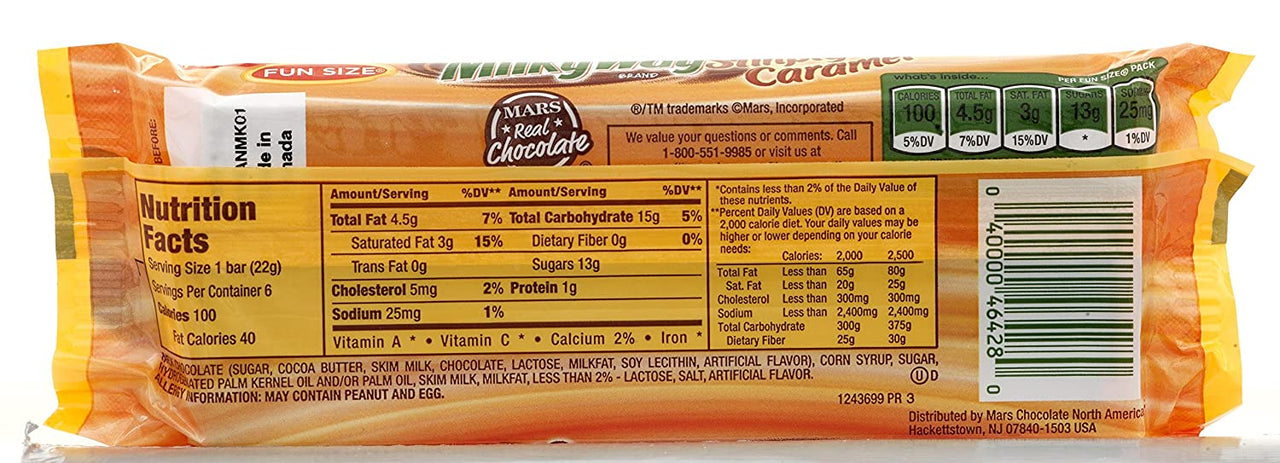 FUN SIZE®
MilkyWay Simply
BRAND
Caramel
BEFORE:
ANMK01
de in
nada
MARS
Real
Chocolate
®/TM trademarks ©Mars, Incorporated
We value your questions or comments. Call
1-800-551-9985 or visit us at
what's inside...
PER FUN SIZE® PACK
CALORIES TOTAL FAT SAT. FAT SUGARS SODIUM
100 4.5g 3g 13g 25mg
5%DV 7%DV 15%DV * 1%DV
Nutrition
Facts
Serving Size 1 bar (22g)
Servings Per Container 6
Calories 100
Fat Calories 40
Amount/Serving %DV** Amount/Serving %DV**
Total Fat 4.5g 7% Total Carbohydrate 15g 5%
Saturated Fat 3g 15% Dietary Fiber 0g 0%
Trans Fat 0g Sugars 13g
Cholesterol 5mg 2% Protein 1g
Sodium 25mg 1%
Vitamin A * • Vitamin C * • Calcium 2% • Iron *
*Contains less than 2% of the Daily Value of
these nutrients.
**Percent Daily Values (DV) are based on a
2,000 calorie diet. Your daily values may be
higher or lower depending on your calorie
needs:
Calories: 2,000 2,500
Total Fat Less than 65g 80g
Sat. Fat Less than 20g 25g
Cholesterol Less than 300mg 300mg
Sodium Less than 2,400mg 2,400mg
Total Carbohydrate 300g 375g
Dietary Fiber 25g 30g
0 40000 46428 0
CHOCOLATE (SUGAR, COCOA BUTTER, SKIM MILK, CHOCOLATE, LACTOSE, MILKFAT, SOY LECITHIN, ARTIFICIAL FLAVOR), CORN SYRUP, SUGAR,
HYDROGENATED PALM KERNEL OIL AND/OR PALM OIL, SKIM MILK, MILKFAT, LESS THAN 2% - LACTOSE, SALT, ARTIFICIAL FLAVOR.
ALLERGY INFORMATION: MAY CONTAIN PEANUT AND EGG.
U D
1243699 PR 3
Distributed by Mars Chocolate North America
Hackettstown, NJ 07840-1503 USA